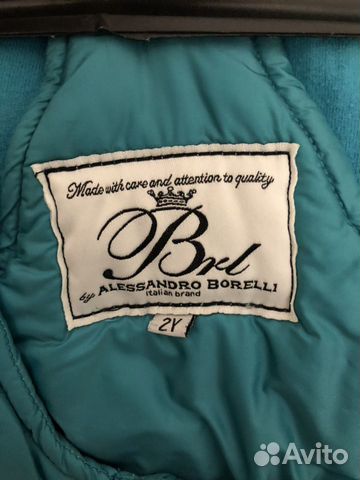 Made with care and attention to quality
Brl
by ALESSANDRO BORELLI
italian brand
2Y
Avito